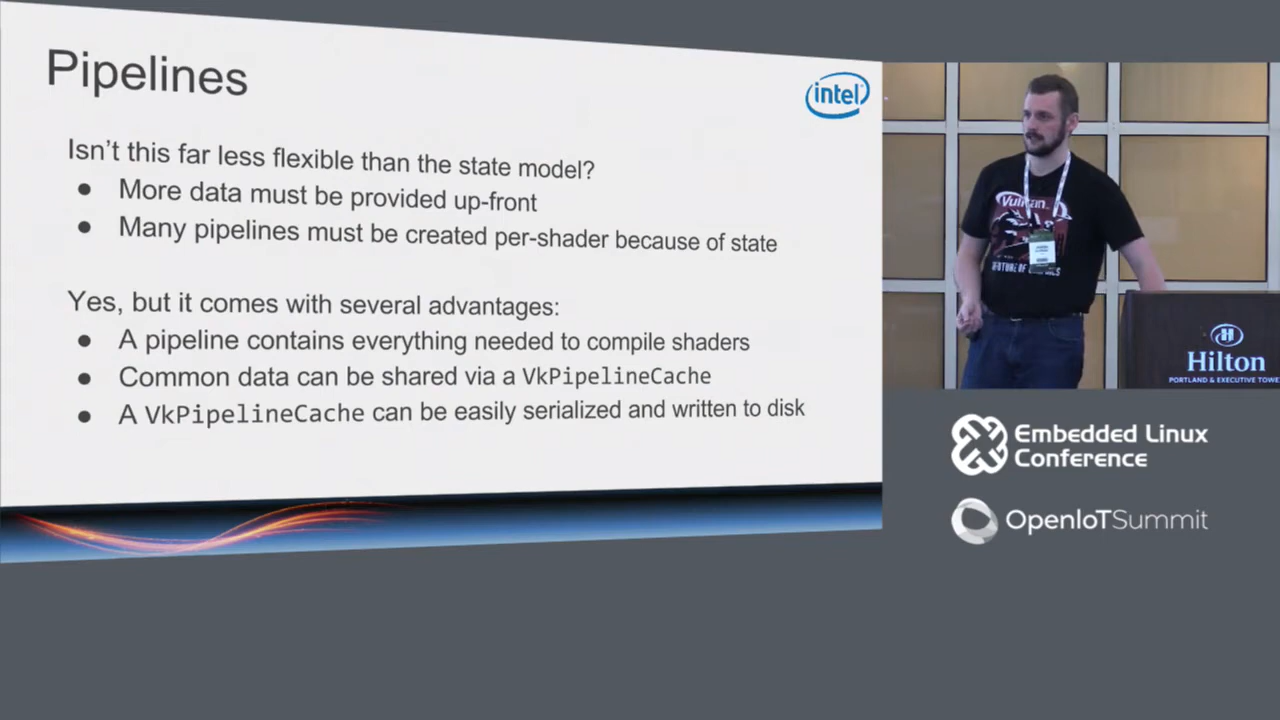 Pipelines
intel
Isn't this far less flexible than the state model?
● More data must be provided up-front
● Many pipelines must be created per-shader because of state
Yes, but it comes with several advantages:
● A pipeline contains everything needed to compile shaders
● Common data can be shared via a VkPipelineCache
● A VkPipelineCache can be easily serialized and written to disk
Vulkan
H
Hilton
PORTLAND & EXECUTIVE TOWE
Embedded Linux
Conference
OpenIoTSummit